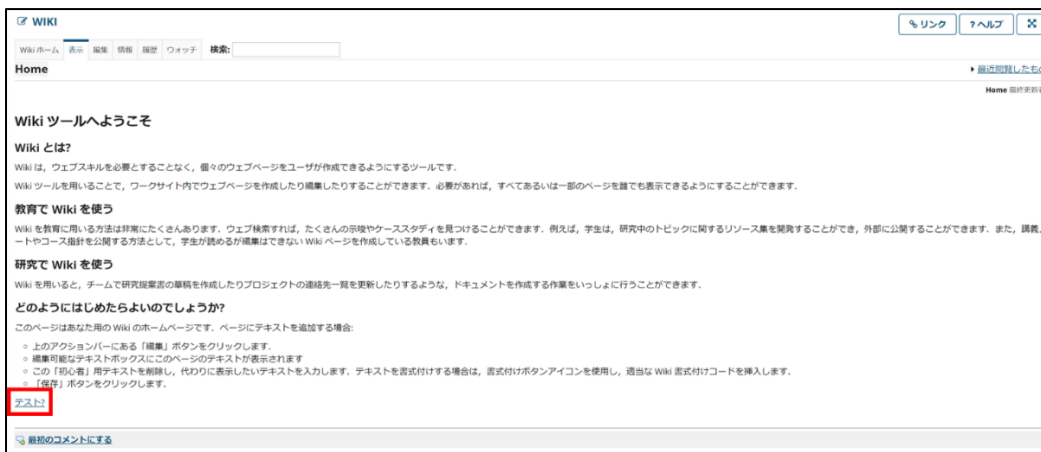 WIKI
リンク
?ヘルプ
Wiki ホーム 表示 編集 情報 履歴 ウォッチ 検索:
Home
最近閲覧したもの
Home 最終更新者
Wiki ツールへようこそ
Wiki とは?
Wiki は，ウェブスキルを必要とすることなく，個々のウェブページをユーザが作成できるようにするツールです．
Wiki ツールを用いることで，ワークサイト内でウェブページを作成したり編集したりすることができます．必要があれば，すべてあるいは一部のページを誰でも表示できるようにすることができます．
教育で Wiki を使う
Wiki を教育に用いる方法は非常にたくさんあります．ウェブ検索すれば，たくさんの示唆やケーススタディを見つけることができます．例えば，学生は，研究中のトピックに関するリソース集を開発することができ，外部に公開することができます．また，講義ノ
ートやコース指針を公開する方法として，学生が読めるが編集はできない Wiki ページを作成している教員もいます．
研究で Wiki を使う
Wiki を用いると，チームで研究提案書の草稿を作成したりプロジェクトの連絡先一覧を更新したりするような，ドキュメントを作成する作業をいっしょに行うことができます．
どのようにはじめたらよいのでしょうか?
このページはあなた用の Wiki のホームページです．ページにテキストを追加する場合:
上のアクションバーにある「編集」ボタンをクリックします．
編集可能なテキストボックスにこのページのテキストが表示されます
この「初心者」用テキストを削除し，代わりに表示したいテキストを入力します．テキストを書式付けする場合は，書式付けボタンアイコンを使用し，適当な Wiki 書式付けコードを挿入します．
「保存」ボタンをクリックします．
テスト?
最初のコメントにする